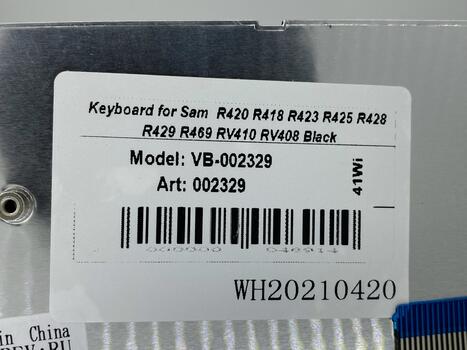 Keyboard for Sam R420 R418 R423 R425 R428
R429 R469 RV410 RV408 Black
Model: VB-002329
Art: 002329
41Wi
WH20210420
in China